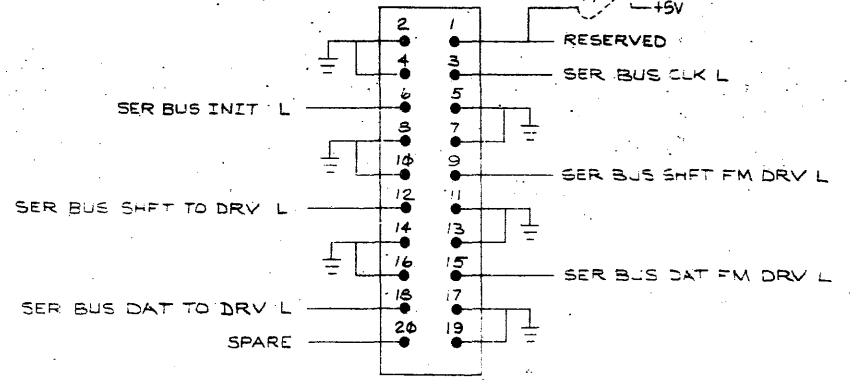 +5V
2 1
RESERVED
4 3
SER BUS CLK L
SER BUS INIT L
6 5
8 7
10 9
SER BUS SHFT FM DRV L
SER BUS SHFT TO DRV L
12 11
14 13
16 15
SER BUS DAT FM DRV L
SER BUS DAT TO DRV L
18 17
SPARE
20 19